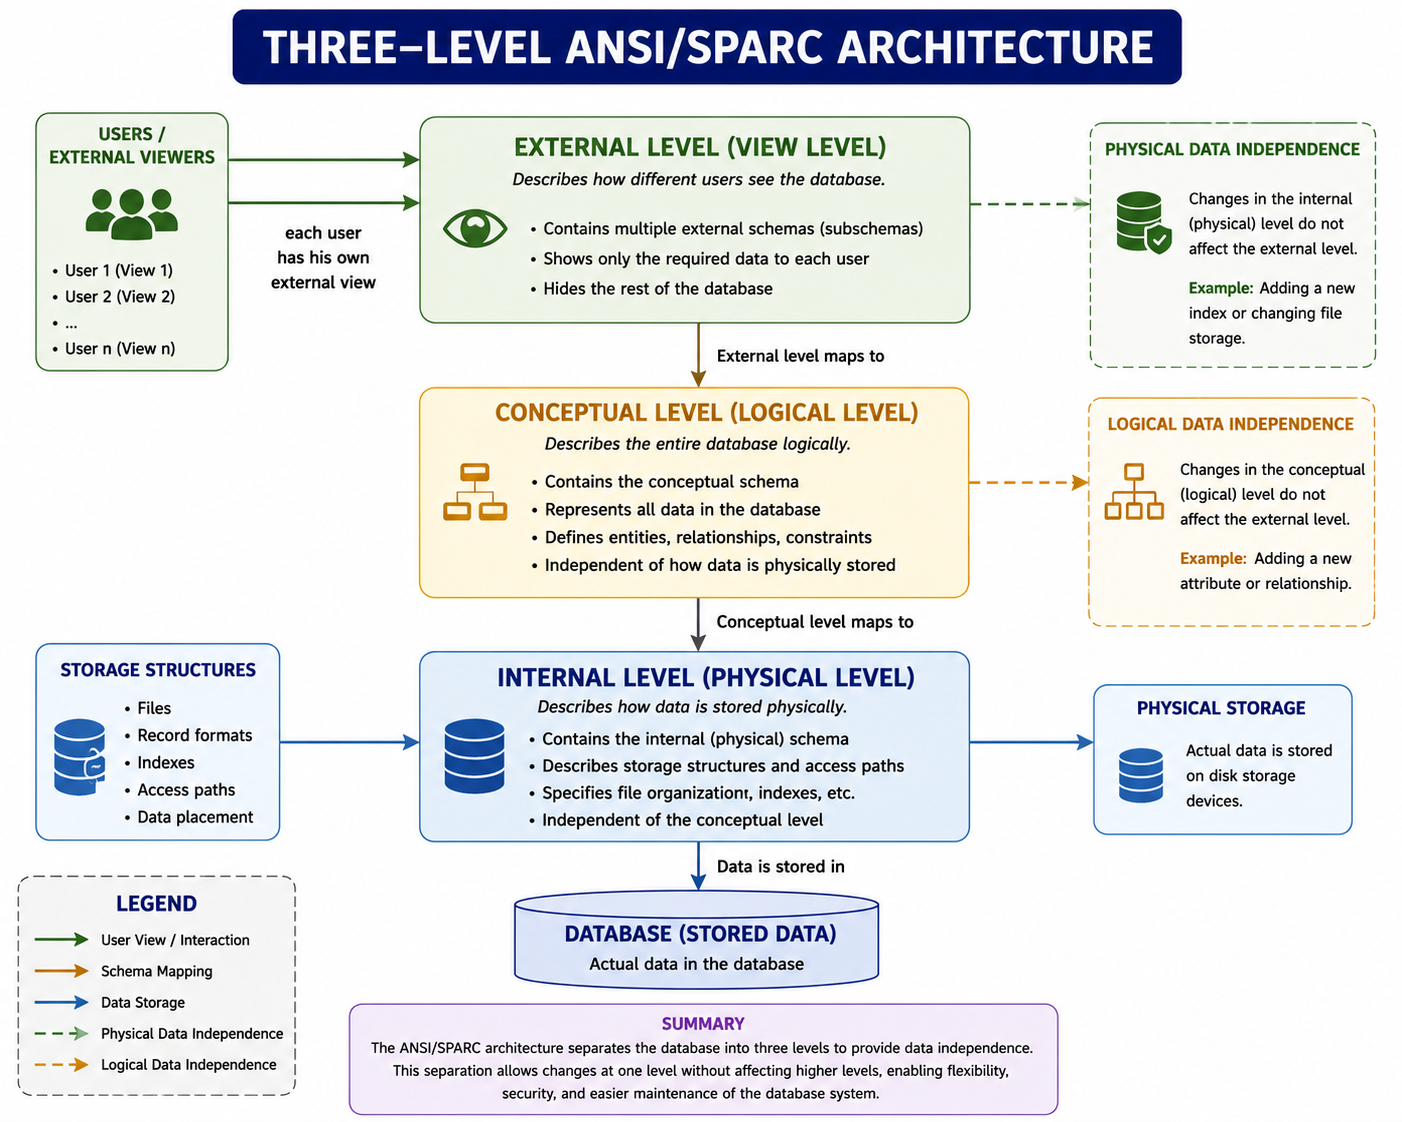 THREE–LEVEL ANSI/SPARC ARCHITECTURE
USERS /
EXTERNAL VIEWERS
• User 1 (View 1)
• User 2 (View 2)
• ...
• User n (View n)
each user
has his own
external view
EXTERNAL LEVEL (VIEW LEVEL)
Describes how different users see the database.
• Contains multiple external schemas (subschemas)
• Shows only the required data to each user
• Hides the rest of the database
PHYSICAL DATA INDEPENDENCE
Changes in the internal
(physical) level do not
affect the external level.
Example: Adding a new
index or changing file
storage.
External level maps to
CONCEPTUAL LEVEL (LOGICAL LEVEL)
Describes the entire database logically.
• Contains the conceptual schema
• Represents all data in the database
• Defines entities, relationships, constraints
• Independent of how data is physically stored
LOGICAL DATA INDEPENDENCE
Changes in the conceptual
(logical) level do not
affect the external level.
Example: Adding a new
attribute or relationship.
Conceptual level maps to
STORAGE STRUCTURES
• Files
• Record formats
• Indexes
• Access paths
• Data placement
INTERNAL LEVEL (PHYSICAL LEVEL)
Describes how data is stored physically.
• Contains the internal (physical) schema
• Describes storage structures and access paths
• Specifies file organization, indexes, etc.
• Independent of the conceptual level
PHYSICAL STORAGE
Actual data is stored
on disk storage
devices.
Data is stored in
DATABASE (STORED DATA)
Actual data in the database
LEGEND
User View / Interaction
Schema Mapping
Data Storage
Physical Data Independence
Logical Data Independence
SUMMARY
The ANSI/SPARC architecture separates the database into three levels to provide data independence.
This separation allows changes at one level without affecting higher levels, enabling flexibility,
security, and easier maintenance of the database system.